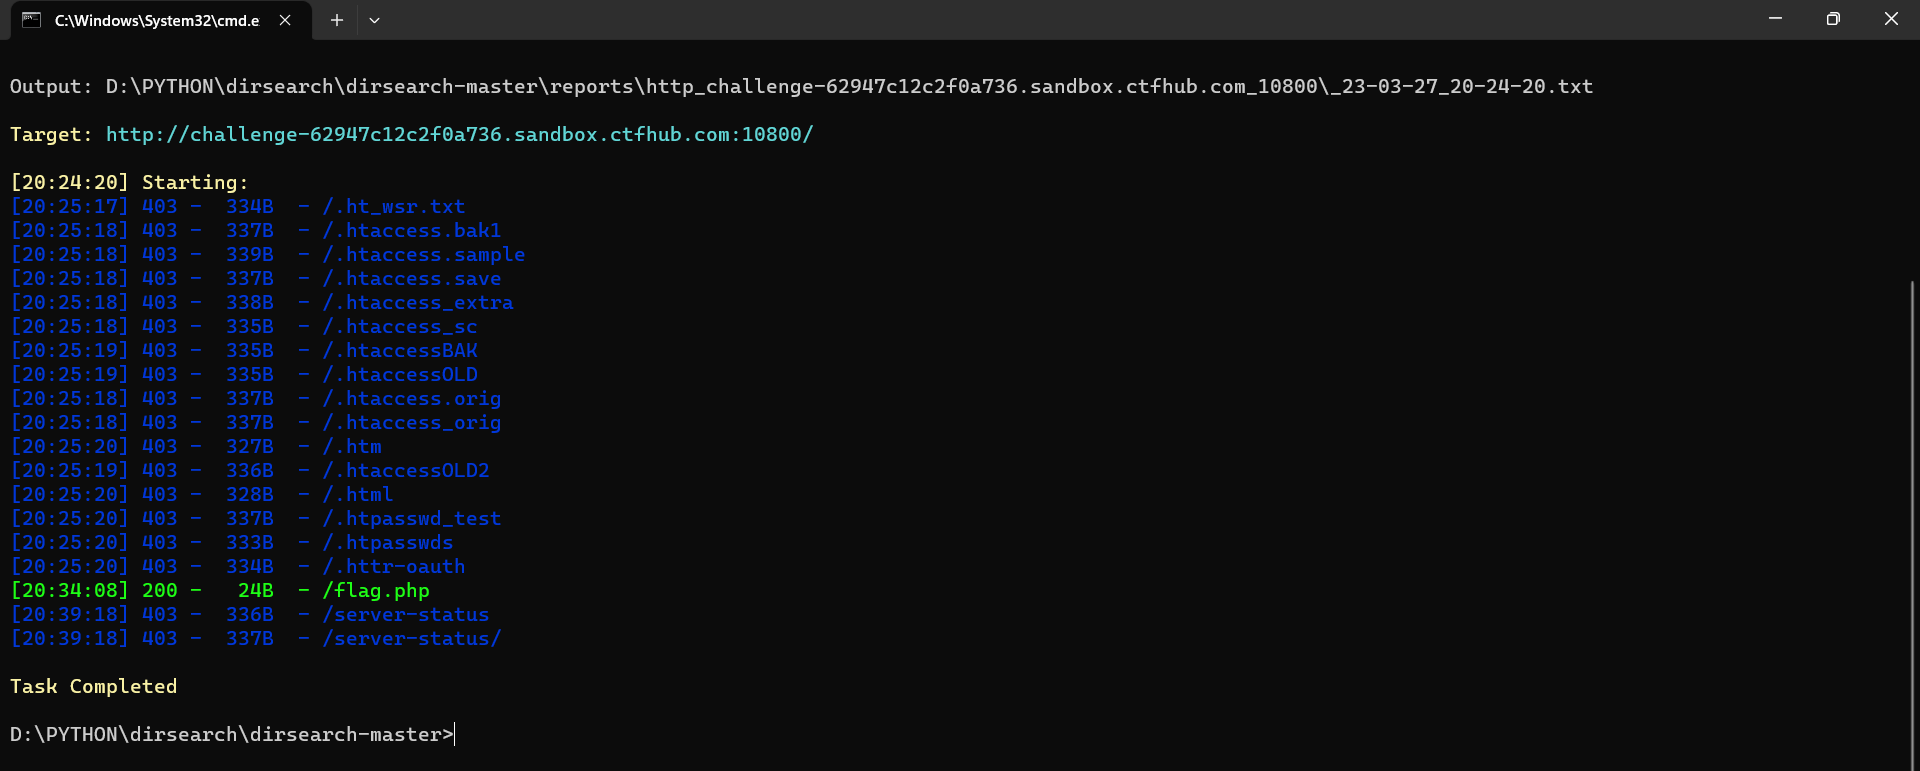 C:\Windows\System32\cmd.e
Output: D:\PYTHON\dirsearch\dirsearch-master\reports\http_challenge-62947c12c2f0a736.sandbox.ctfhub.com_10800\_23-03-27_20-24-20.txt
Target: http://challenge-62947c12c2f0a736.sandbox.ctfhub.com:10800/
[20:24:20] Starting:
[20:25:17] 403 -  334B  - /.ht_wsr.txt
[20:25:18] 403 -  337B  - /.htaccess.bak1
[20:25:18] 403 -  339B  - /.htaccess.sample
[20:25:18] 403 -  337B  - /.htaccess.save
[20:25:18] 403 -  338B  - /.htaccess_extra
[20:25:18] 403 -  335B  - /.htaccess_sc
[20:25:19] 403 -  335B  - /.htaccessBAK
[20:25:19] 403 -  335B  - /.htaccessOLD
[20:25:18] 403 -  337B  - /.htaccess.orig
[20:25:18] 403 -  337B  - /.htaccess_orig
[20:25:20] 403 -  327B  - /.htm
[20:25:19] 403 -  336B  - /.htaccessOLD2
[20:25:20] 403 -  328B  - /.html
[20:25:20] 403 -  337B  - /.htpasswd_test
[20:25:20] 403 -  333B  - /.htpasswds
[20:25:20] 403 -  334B  - /.httr-oauth
[20:34:08] 200 -   24B  - /flag.php
[20:39:18] 403 -  336B  - /server-status
[20:39:18] 403 -  337B  - /server-status/
Task Completed
D:\PYTHON\dirsearch\dirsearch-master>